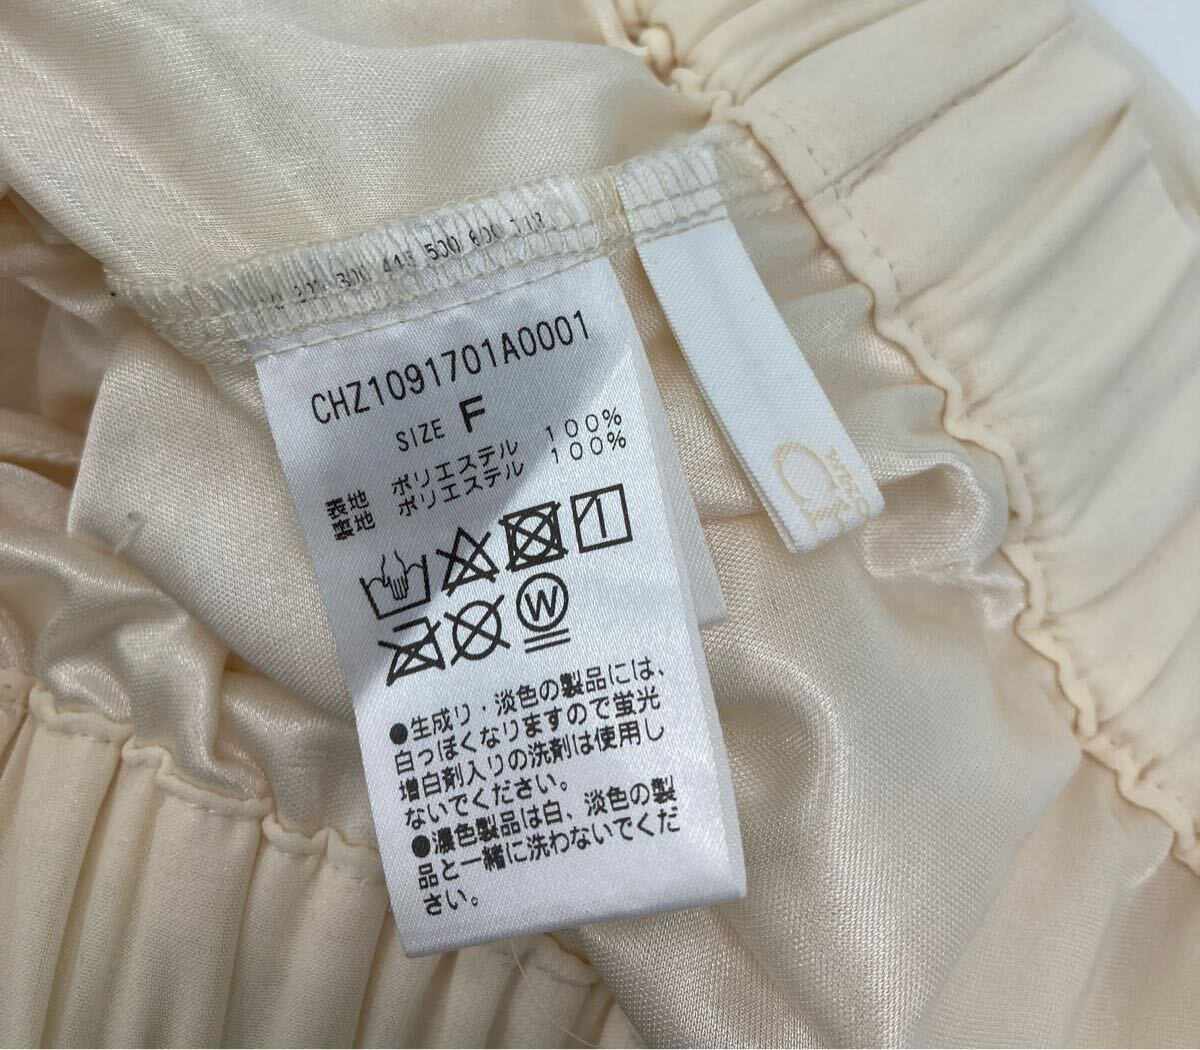 CHZ1091701A0001
SIZE F
表地 ポリエステル 100%
ポリエステル 100%
W
●生成り・淡色の製品には、
白っぽくなりますので蛍光
増白剤入りの洗剤は使用し
ないでください。
●濃色製品は白、淡色の製
品と一緒に洗わないでくだ
さい。